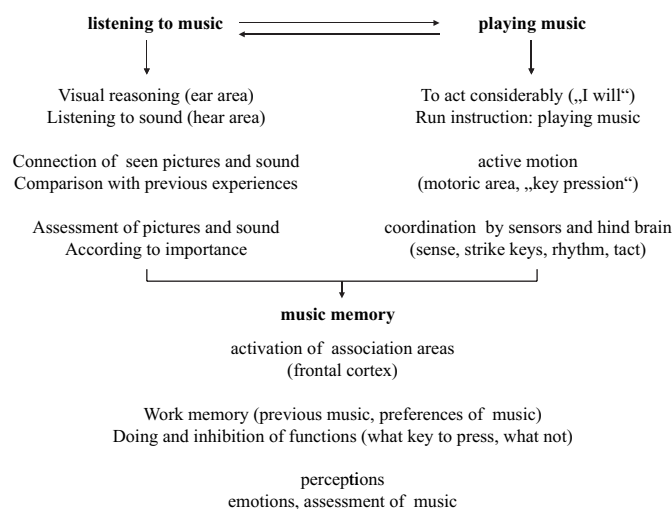 listening to music
playing music
Visual reasoning (ear area)
Listening to sound (hear area)
To act considerably („I will“)
Run instruction: playing music
Connection of seen pictures and sound
Comparison with previous experiences
active motion
(motoric area, „key pression“)
Assessment of pictures and sound
According to importance
coordination by sensors and hind brain
(sense, strike keys, rhythm, tact)
music memory
activation of association areas
(frontal cortex)
Work memory (previous music, preferences of music)
Doing and inhibition of functions (what key to press, what not)
perceptions
emotions, assessment of music